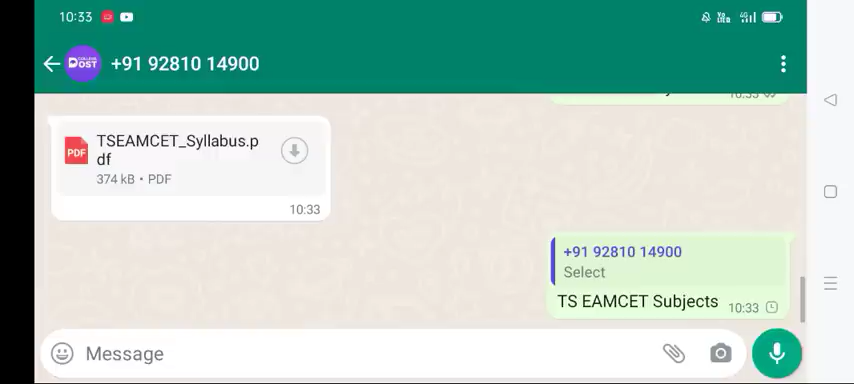 10:33
+91 92810 14900
TSEAMCET_Syllabus.p
df
PDF
374 kB • PDF
10:33
+91 92810 14900
Select
TS EAMCET Subjects 10:33
Message